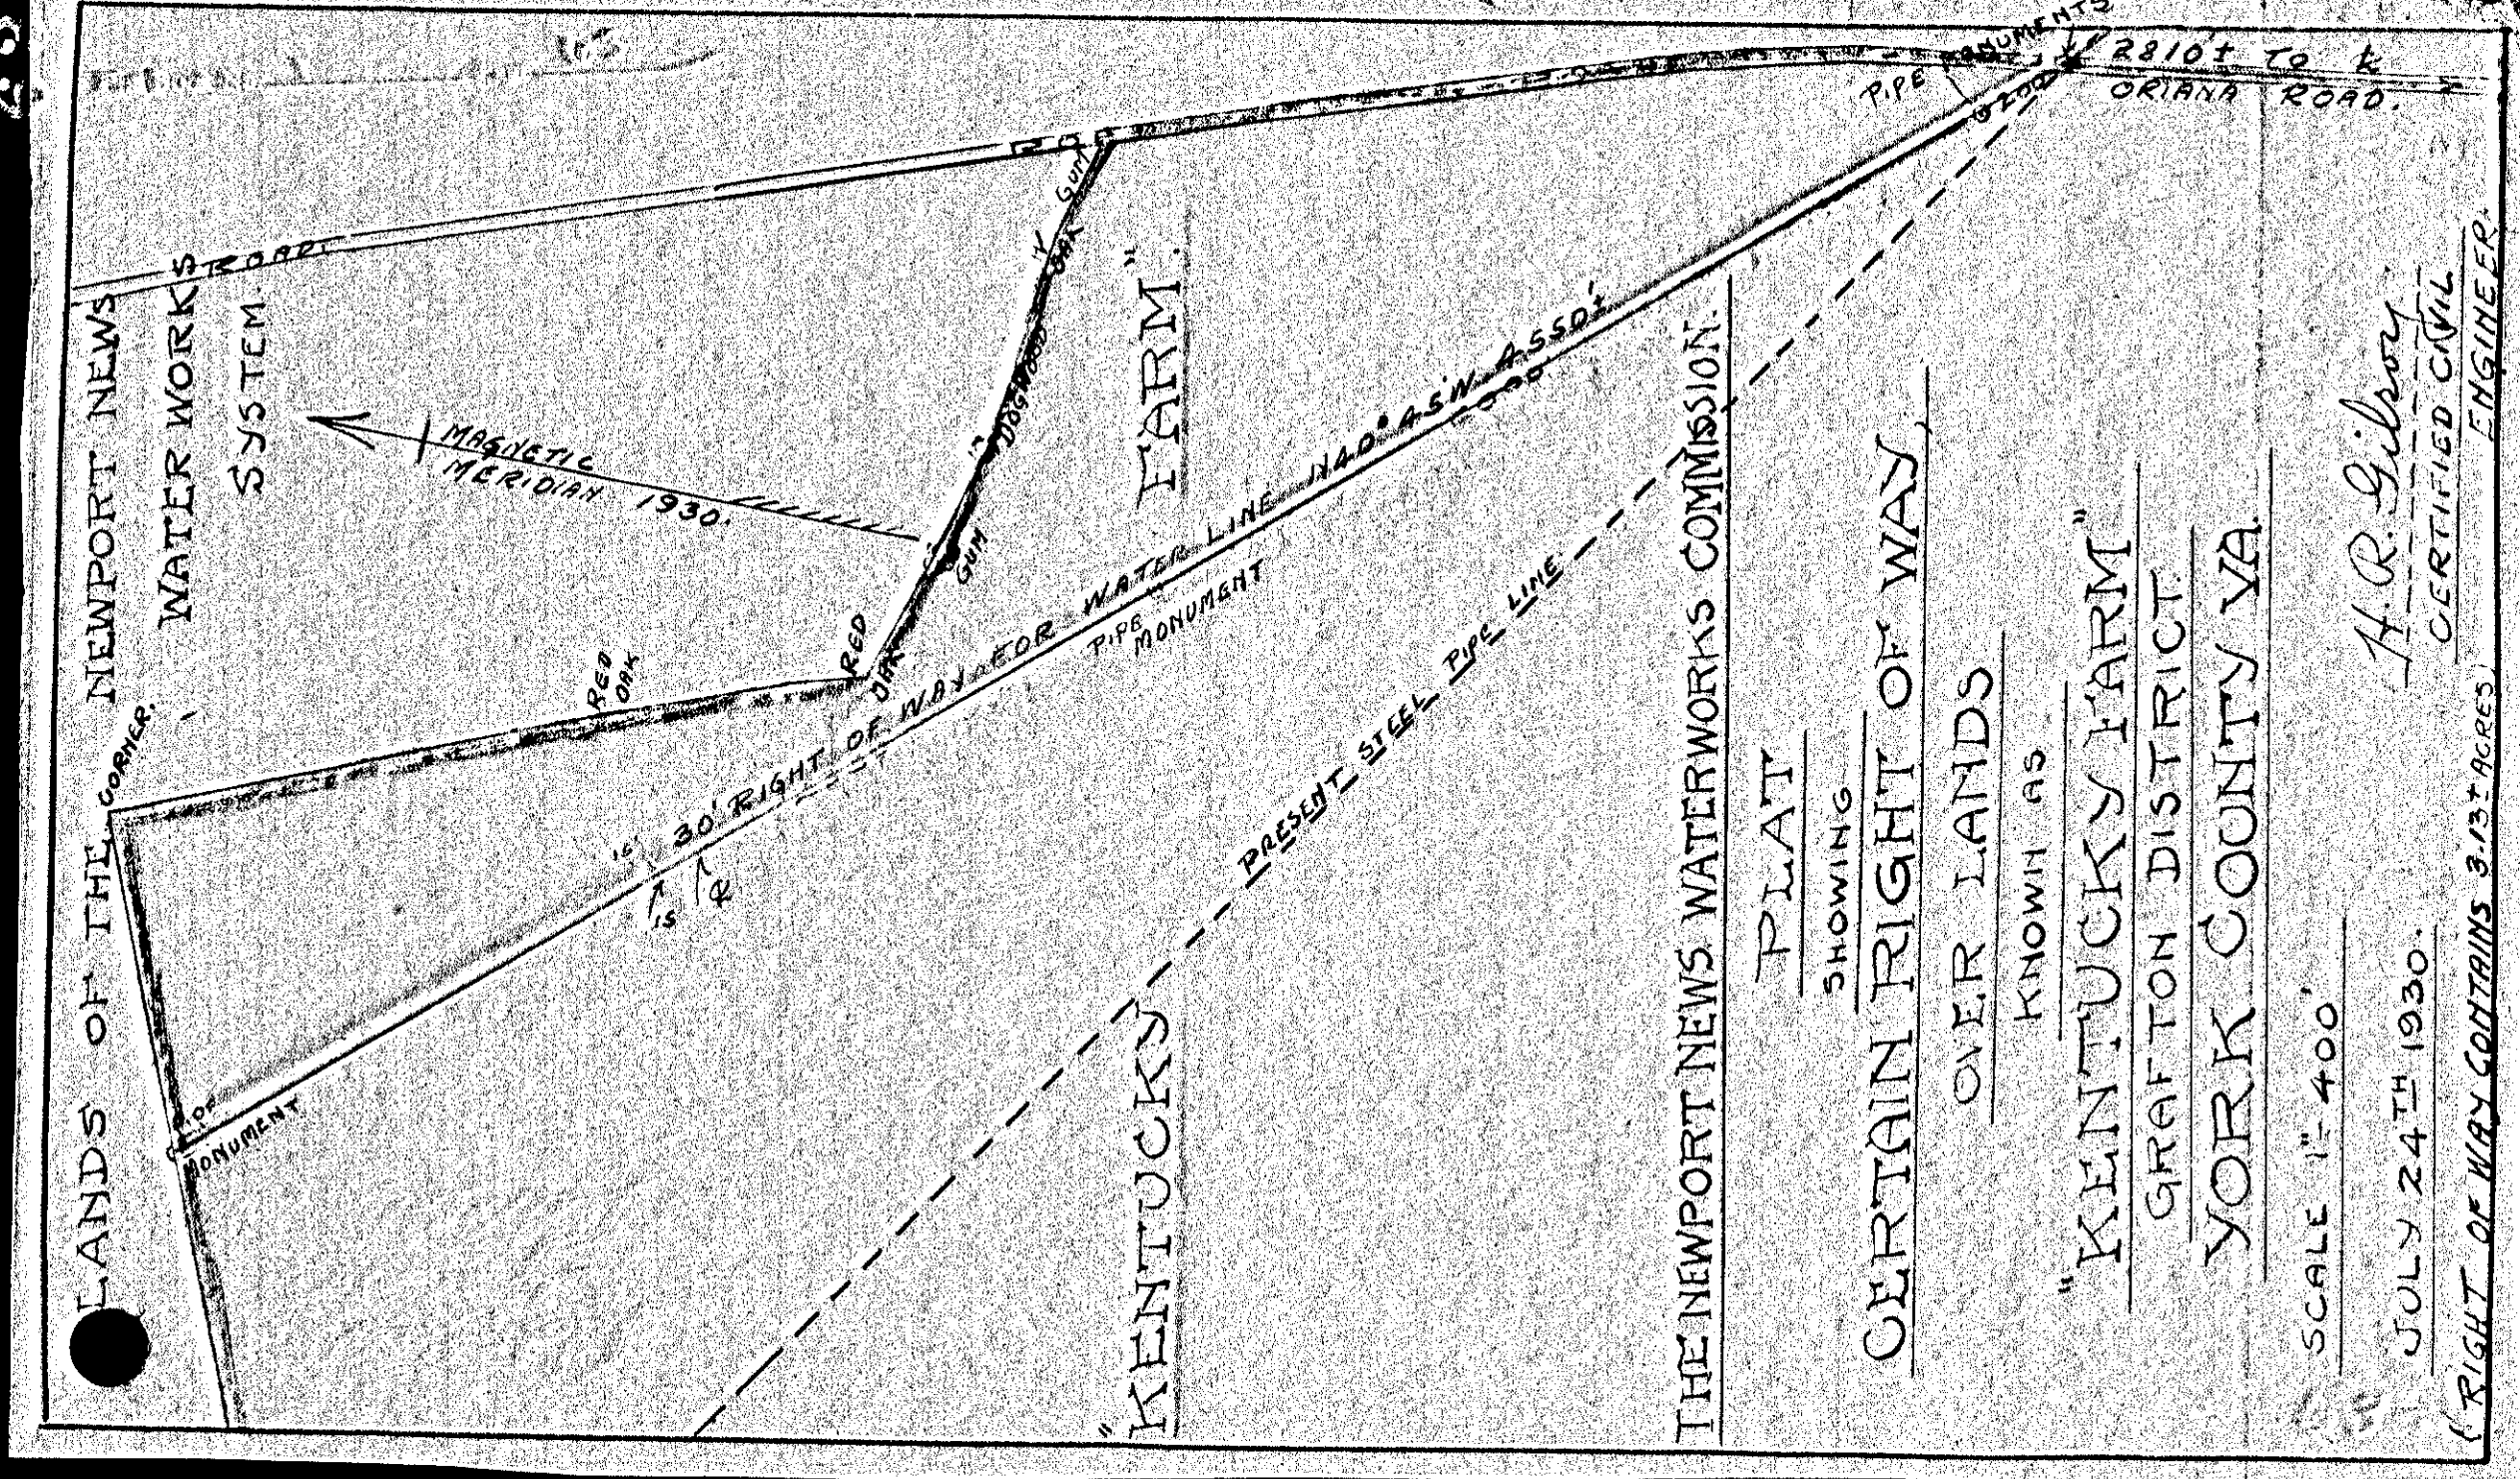 LANDS OF THE NEWPORT NEWS
WATER WORKS
SYSTEM.
CORNER.
ROAD.
RED
OAK
RED
OAK
GUM
DOGWOOD
OAK
GUM
MAGNETIC
MERIDIAN 1930.
"KENTUCKY FARM".
MONUMENT
15
30' RIGHT OF WAY FOR WATER LINE
PIPE
MONUMENT
PRESENT STEEL PIPE LINE
PIPE MONUMENTS
2810'± TO ℄
ORIANA ROAD.
THE NEWPORT NEWS WATERWORKS COMMISSION.
PLAT
SHOWING
CERTAIN RIGHT OF WAY,
OVER LANDS
KNOWN AS
"KENTUCKY FARM"
GRAFTON DISTRICT.
YORK COUNTY VA.
SCALE 1"=400'
JULY 24TH 1930.
H. R. Gilsoy
CERTIFIED CIVIL
ENGINEER.
(RIGHT OF WAY CONTAINS 3.13± ACRES)